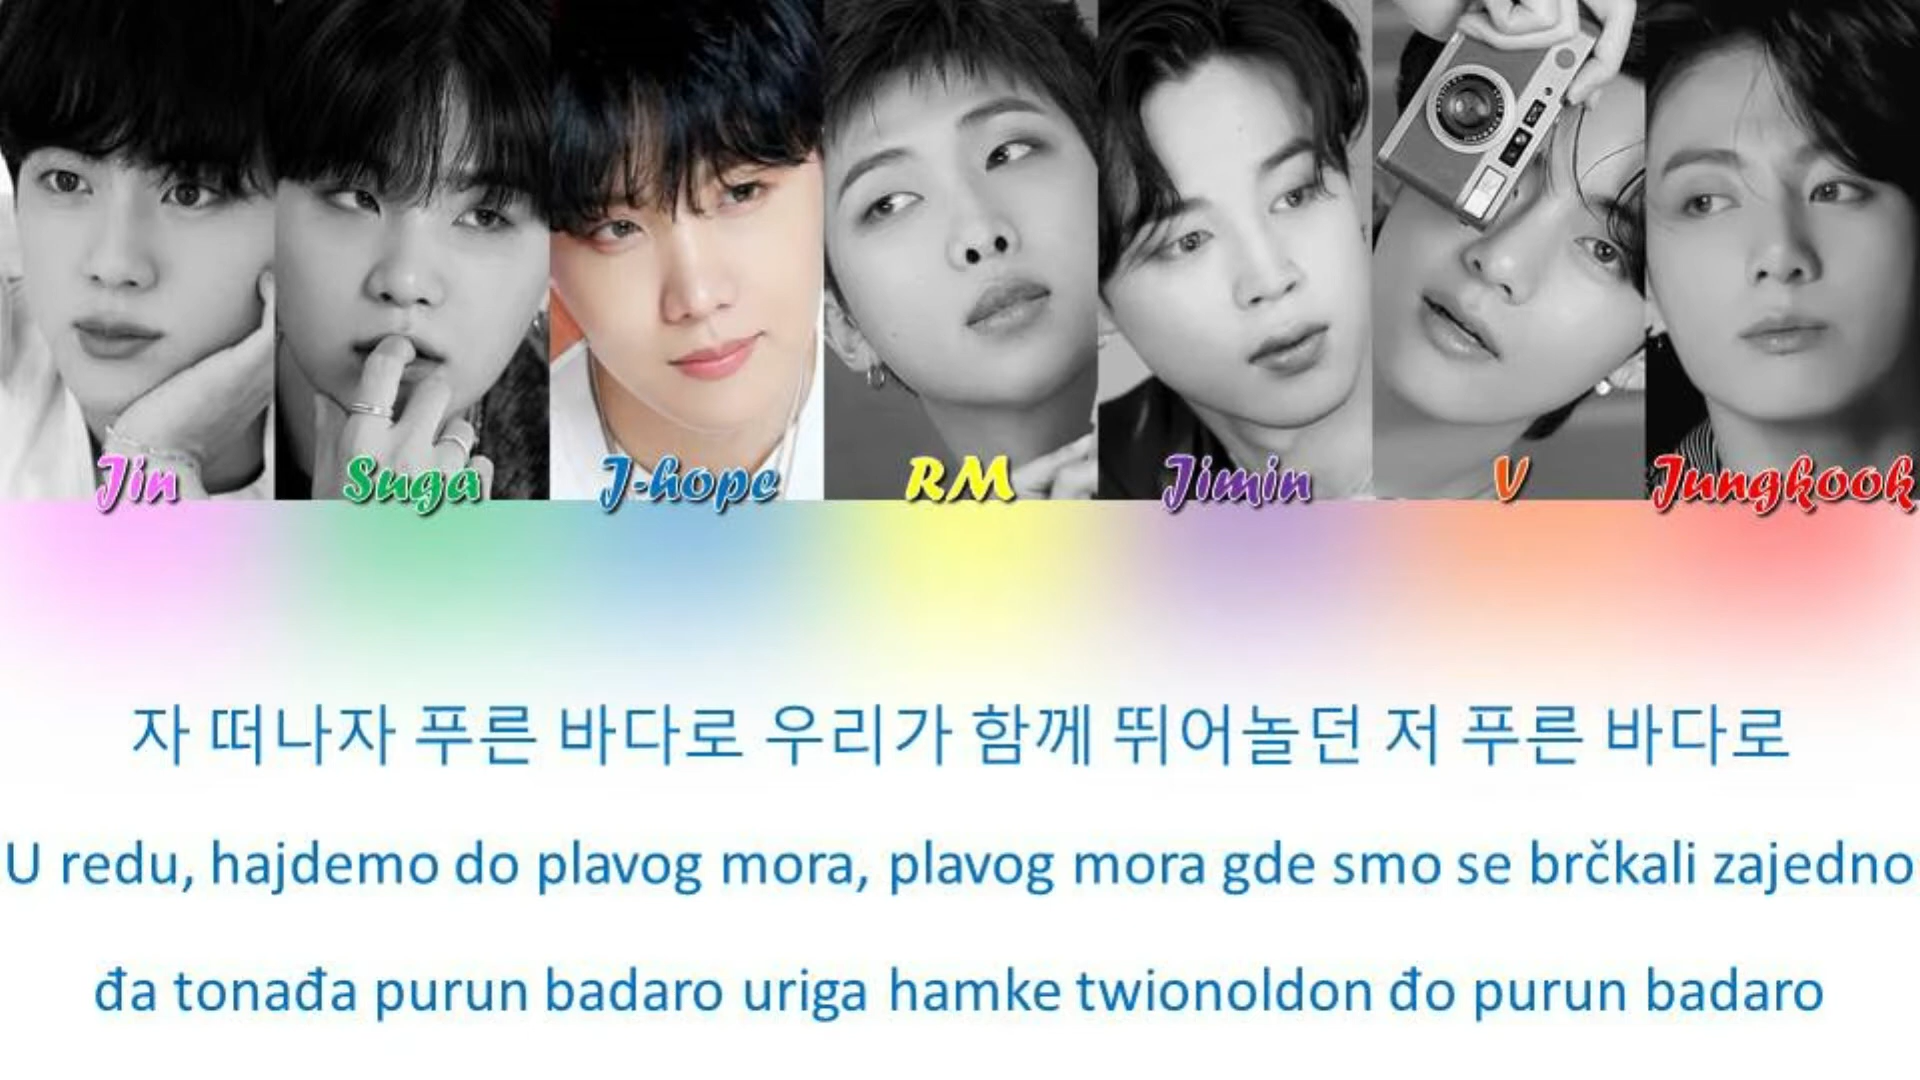 Jin Suga J-hope RM Jimin V Jungkook
자 떠나자 푸른 바다로 우리가 함께 뛰어놀던 저 푸른 바다로
U redu, hajdemo do plavog mora, plavog mora gde smo se brčkali zajedno
đa tonađa purun badaro uriga hamke twionoldon đo purun badaro